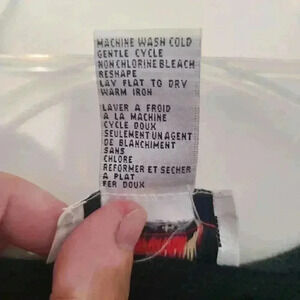 MACHINE WASH COLD
GENTLE CYCLE
NON CHLORINE BLEACH
RESHAPE
LAY FLAT TO DRY
WARM IRON
LAVER A FROID
A LA MACHINE
CYCLE DOUX
SEULEMENT UN AGENT
DE BLANCHIMENT
SANS
CHLORE
REFORMER ET SECHER
A PLAT
FER DOUX